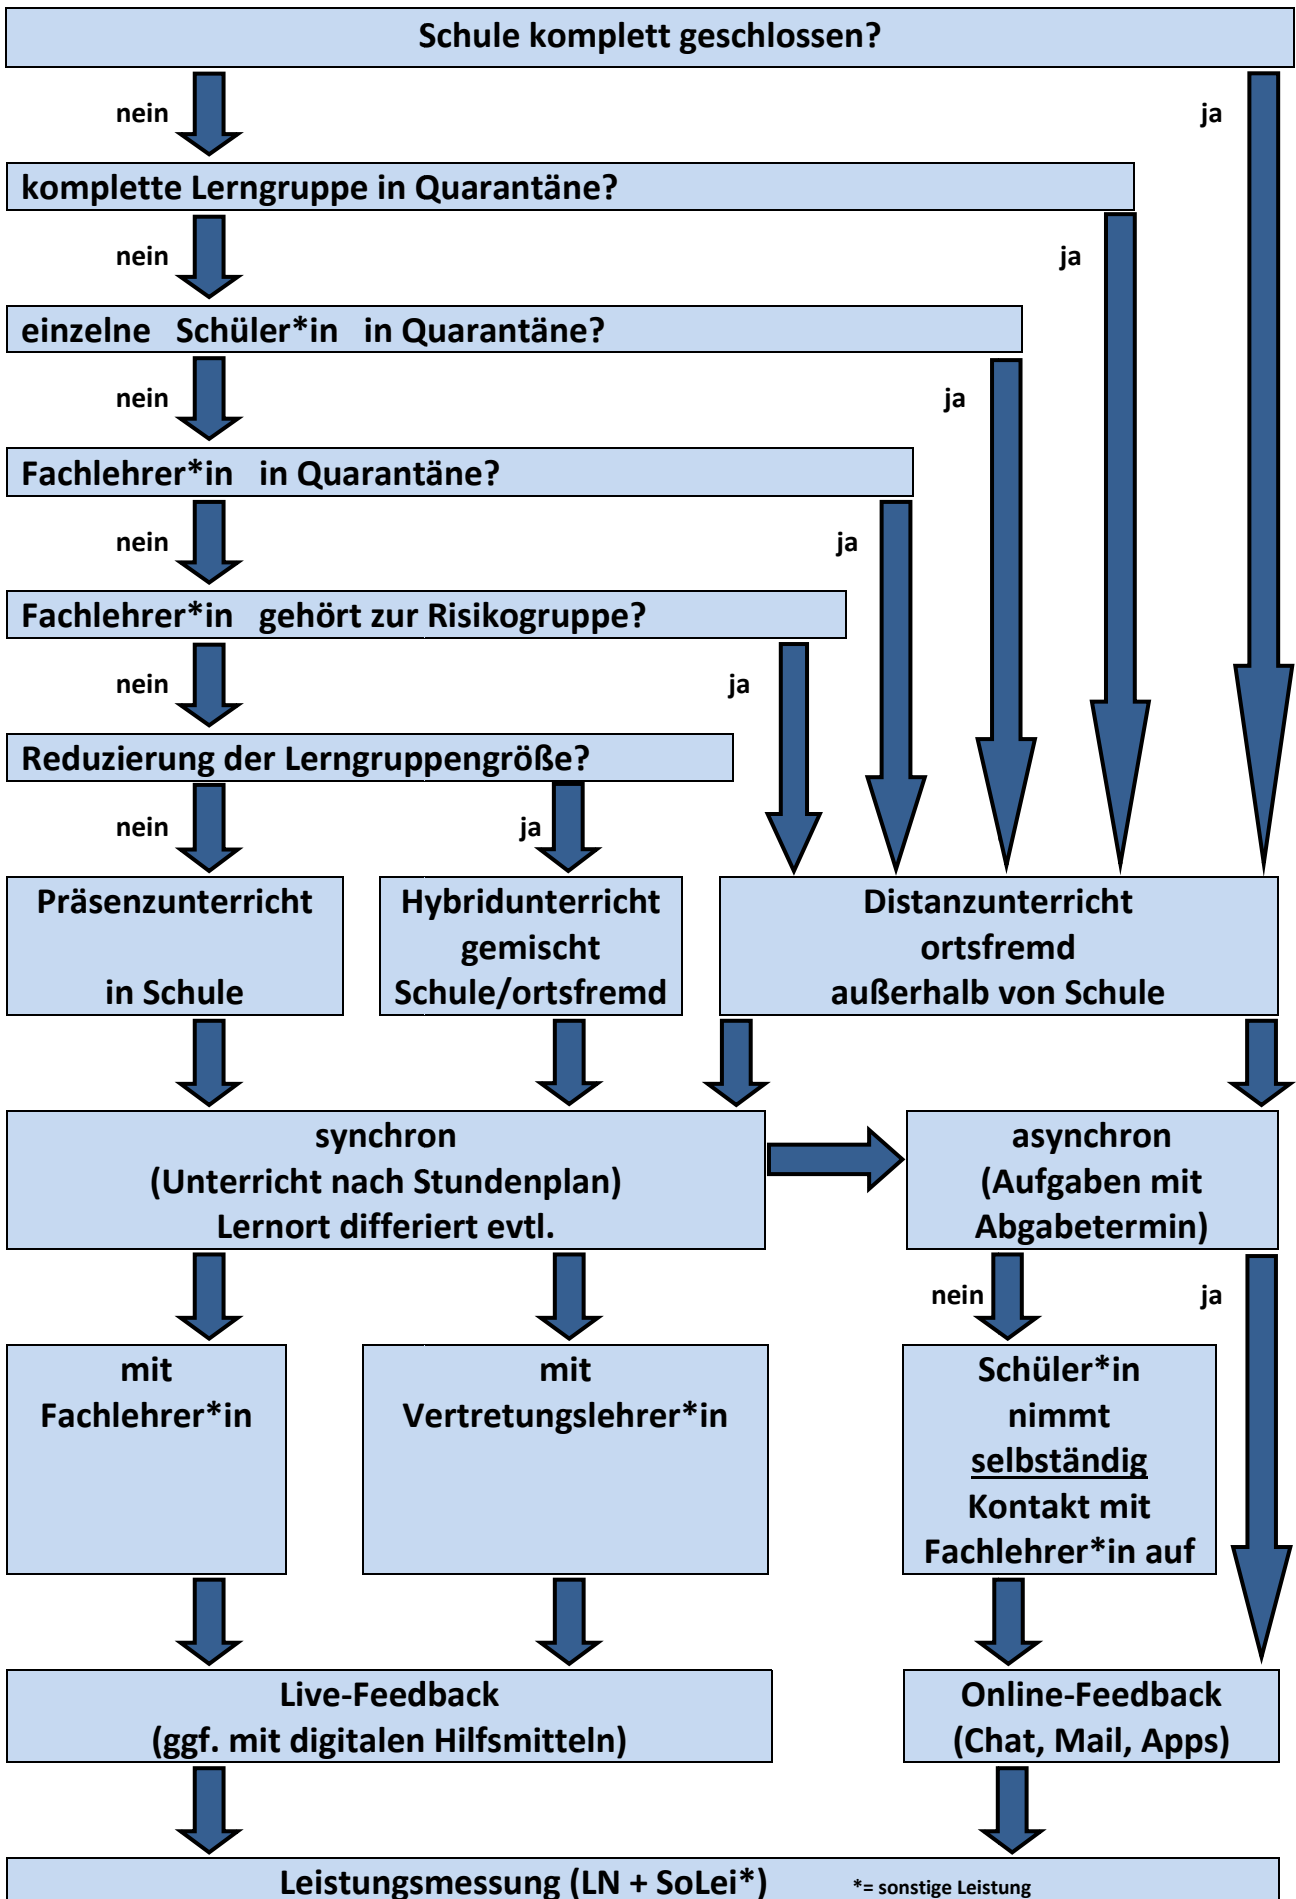 Schule komplett geschlossen?
nein
ja
komplette Lerngruppe in Quarantäne?
nein
ja
einzelne Schüler*in in Quarantäne?
nein
ja
Fachlehrer*in in Quarantäne?
nein
ja
Fachlehrer*in gehört zur Risikogruppe?
nein
ja
Reduzierung der Lerngruppengröße?
nein
ja
Präsenzunterricht
in Schule
Hybridunterricht
gemischt
Schule/ortsfremd
Distanzunterricht
ortsfremd
außerhalb von Schule
synchron
(Unterricht nach Stundenplan)
Lernort differiert evtl.
asynchron
(Aufgaben mit
Abgabetermin)
nein
ja
mit
Fachlehrer*in
mit
Vertretungslehrer*in
Schüler*in
nimmt
selbständig
Kontakt mit
Fachlehrer*in auf
Live-Feedback
(ggf. mit digitalen Hilfsmitteln)
Online-Feedback
(Chat, Mail, Apps)
Leistungsmessung (LN + SoLei*) *= sonstige Leistung